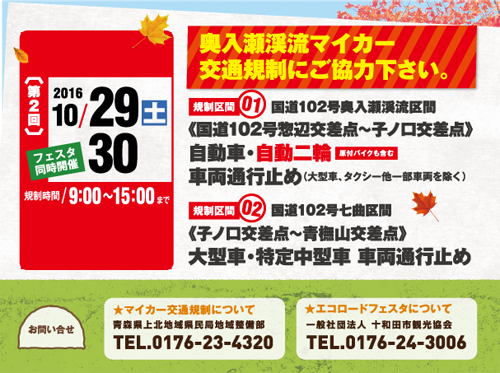 奥入瀬渓流マイカー
交通規制にご協力下さい。
〔第2回〕
2016
10/29土
30
フェスタ
同時開催
規制時間/9:00~15:00まで
規制区間 01 国道102号奥入瀬渓流区間
《国道102号惣辺交差点~子ノ口交差点》
自動車・自動二輪 原付バイクも含む
車両通行止め(大型車、タクシー他一部車両を除く)
規制区間 02 国道102号七曲区間
《子ノ口交差点~青橅山交差点》
大型車・特定中型車 車両通行止め
お問い合せ
★マイカー交通規制について
青森県上北地域県民局地域整備部
TEL.0176-23-4320
★エコロードフェスタについて
一般社団法人 十和田市観光協会
TEL.0176-24-3006